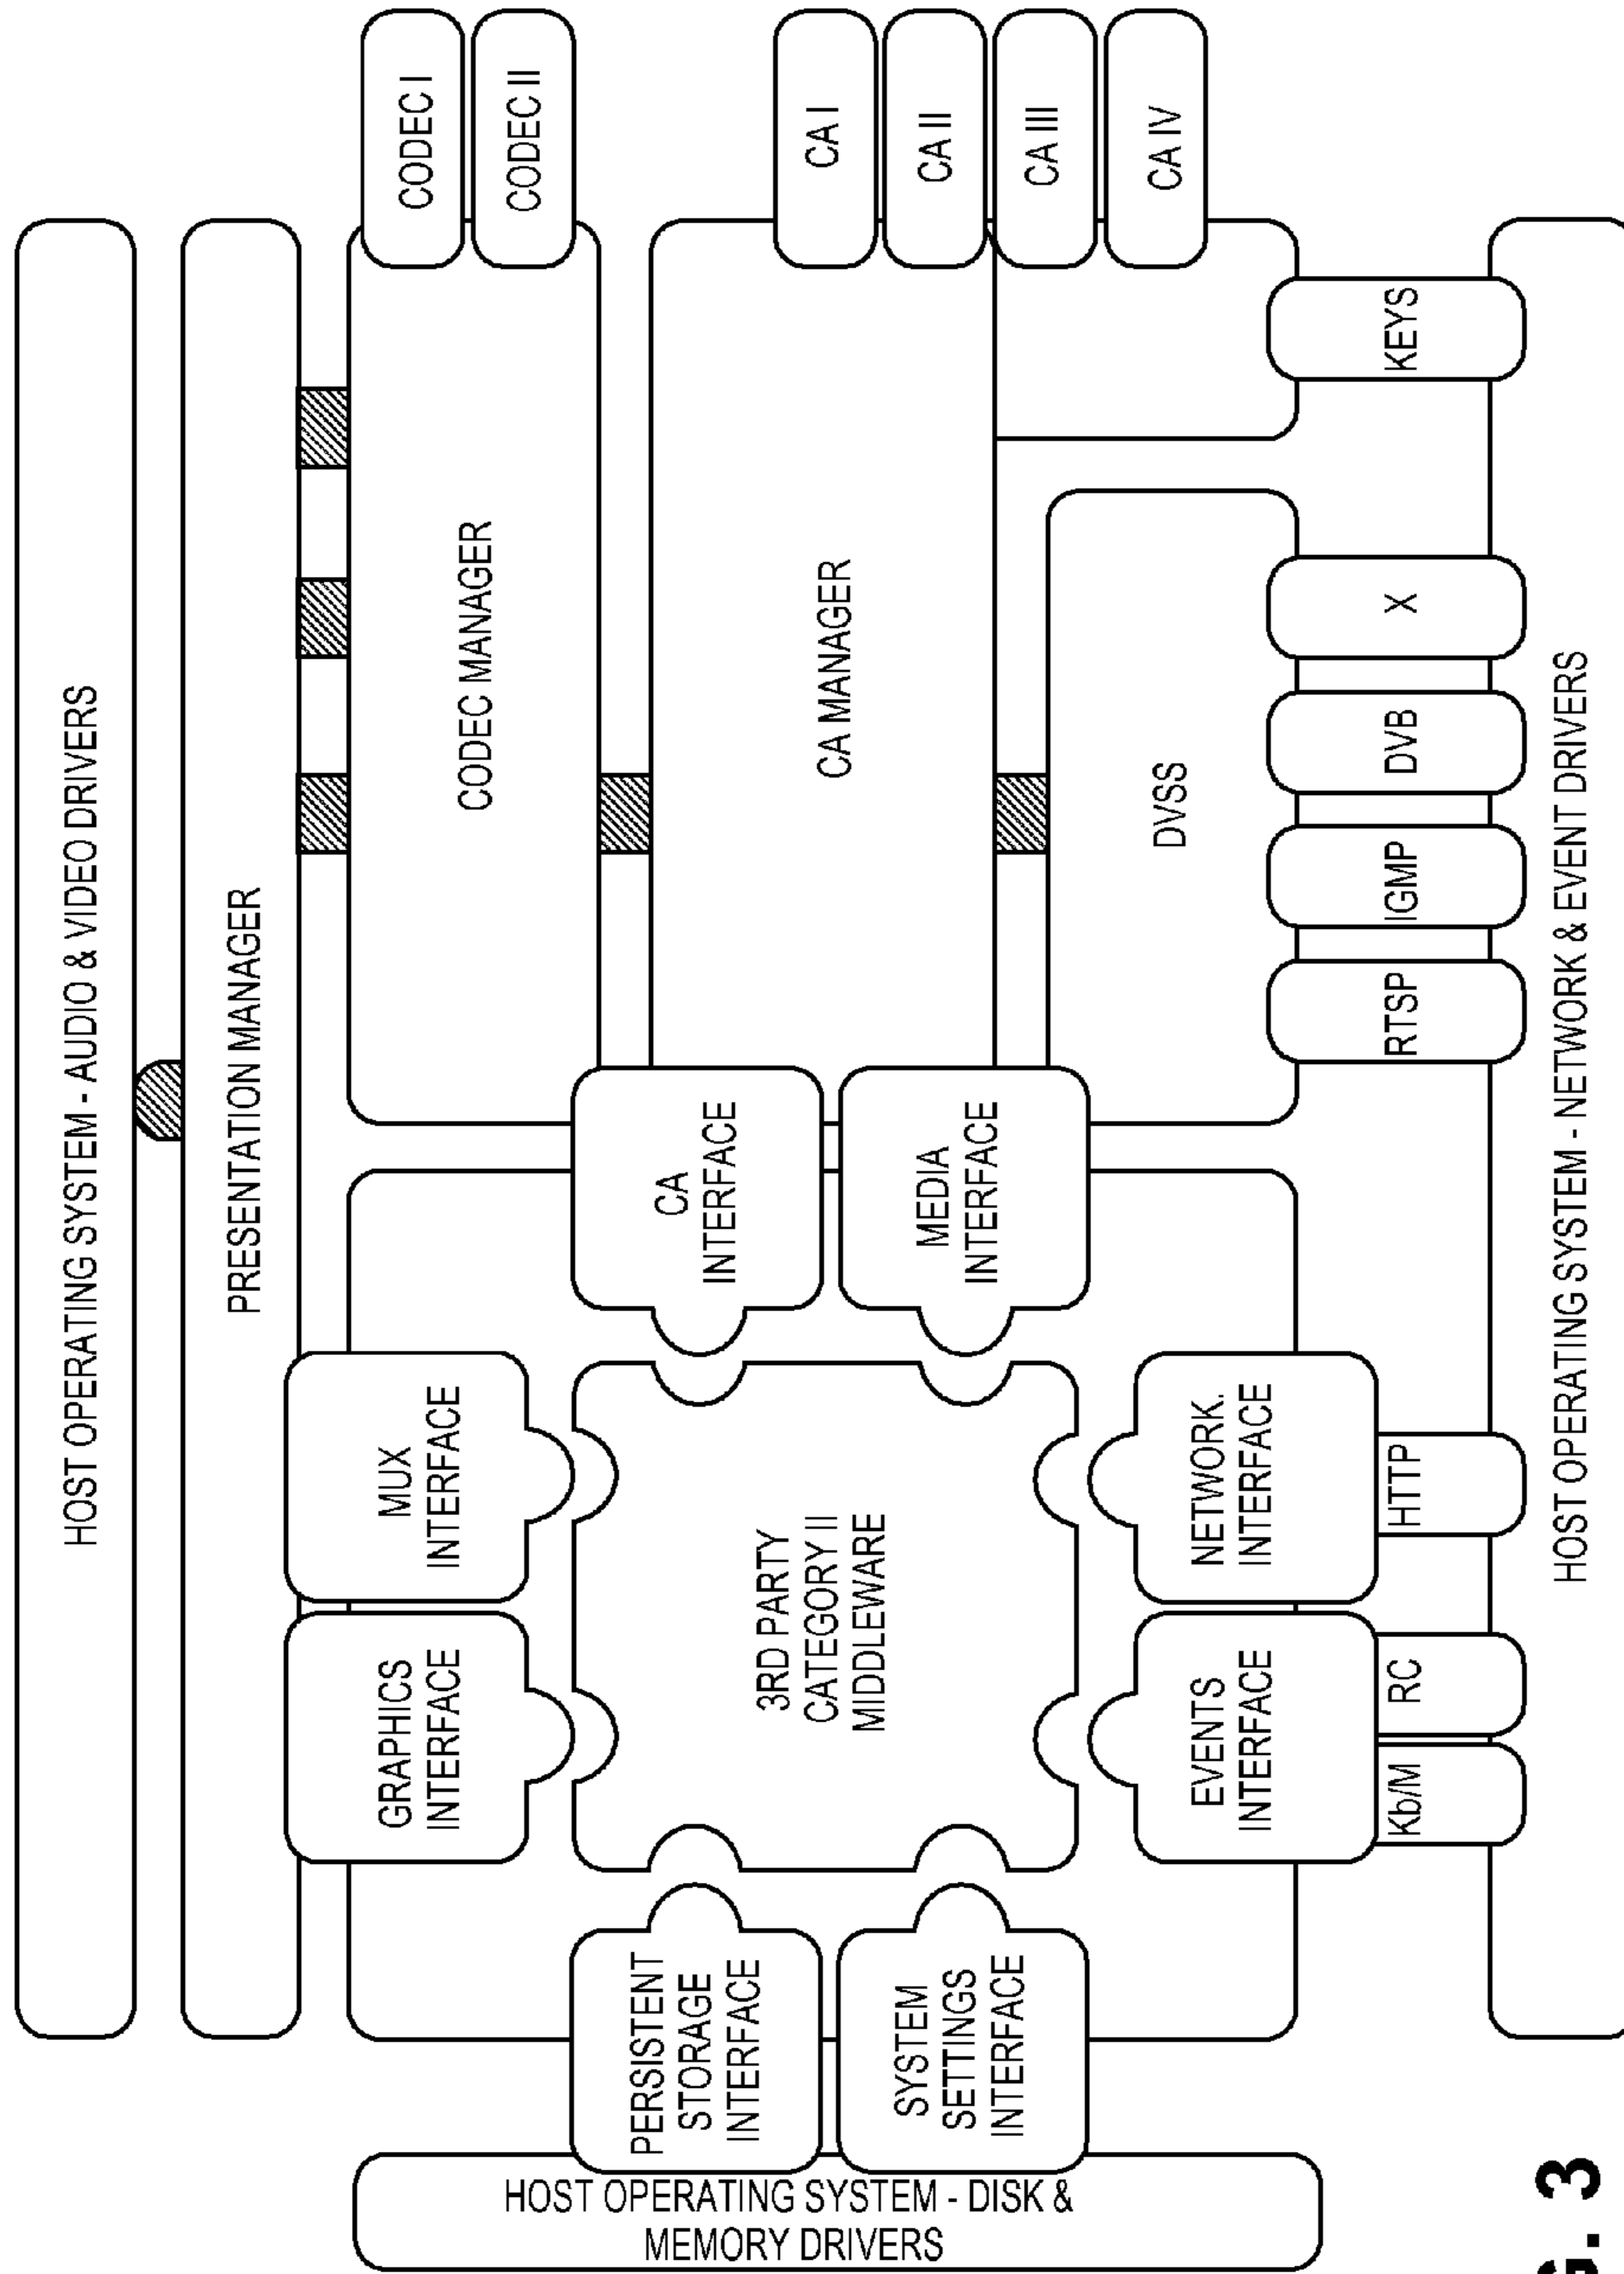 HOST OPERATING SYSTEM - AUDIO & VIDEO DRIVERS
PRESENTATION MANAGER
HOST OPERATING SYSTEM - DISK &
MEMORY DRIVERS
GRAPHICS
INTERFACE
MUX
INTERFACE
CODEC MANAGER
CODEC I
CODEC II
PERSISTENT
STORAGE
INTERFACE
SYSTEM
SETTINGS
INTERFACE
3RD PARTY
CATEGORY II
MIDDLEWARE
CA
INTERFACE
MEDIA
INTERFACE
CA MANAGER
CA I
CA II
CA III
CA IV
DVSS
EVENTS
INTERFACE
NETWORK.
INTERFACE
Kb/M
RC
HTTP
RTSP
IGMP
DVB
X
KEYS
HOST OPERATING SYSTEM - NETWORK & EVENT DRIVERS
G. 3